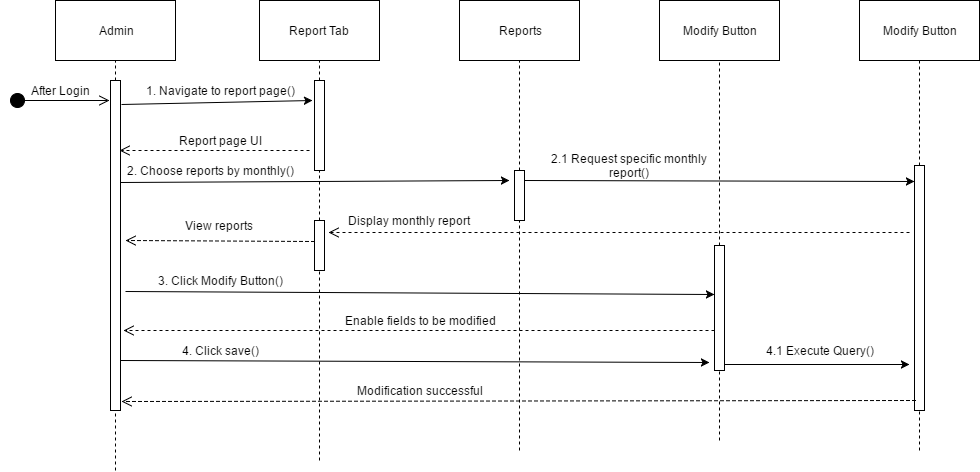 Admin
Report Tab
Reports
Modify Button
Modify Button
After Login
1. Navigate to report page()
Report page UI
2. Choose reports by monthly()
2.1 Request specific monthly
report()
Display monthly report
View reports
3. Click Modify Button()
Enable fields to be modified
4. Click save()
4.1 Execute Query()
Modification successful